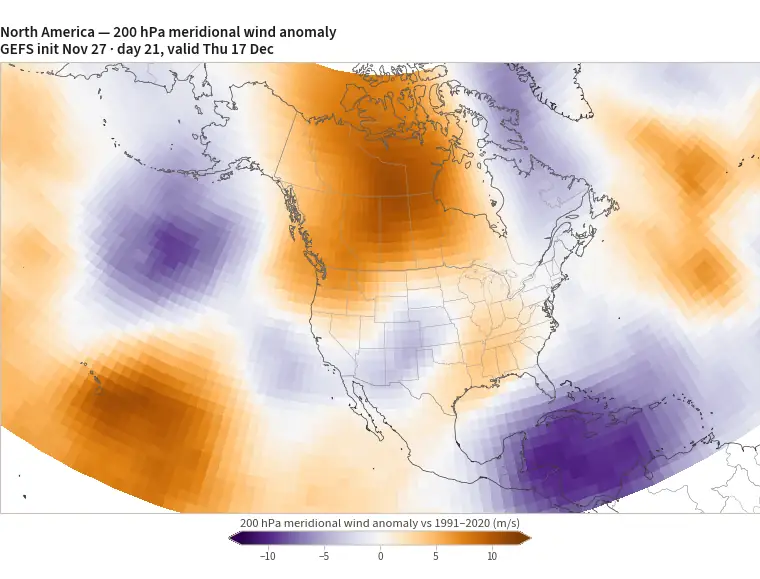 North America — 200 hPa meridional wind anomaly
GEFS init Nov 27 · day 21, valid Thu 17 Dec
200 hPa meridional wind anomaly vs 1991–2020 (m/s)
−10 −5 0 5 10